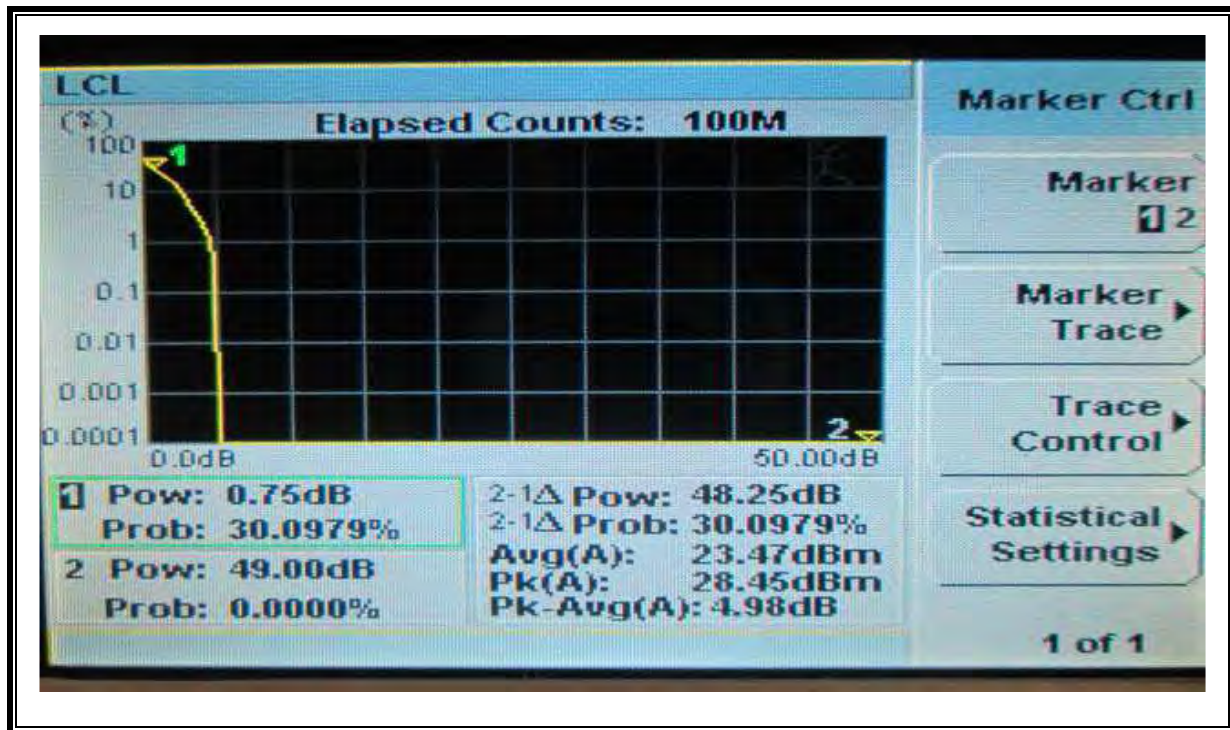 LCL
(%)
Elapsed Counts: 100M
100
1
10
1
0.1
0.01
0.001
0.0001
2
0.0dB
50.00dB
1 Pow: 0.75dB
Prob: 30.0979%
2 Pow: 49.00dB
Prob: 0.0000%
2-1Δ Pow: 48.25dB
2-1Δ Prob: 30.0979%
Avg(A): 23.47dBm
Pk(A): 28.45dBm
Pk-Avg(A): 4.98dB
Marker Ctrl
Marker
1 2
Marker
Trace
Trace
Control
Statistical
Settings
1 of 1